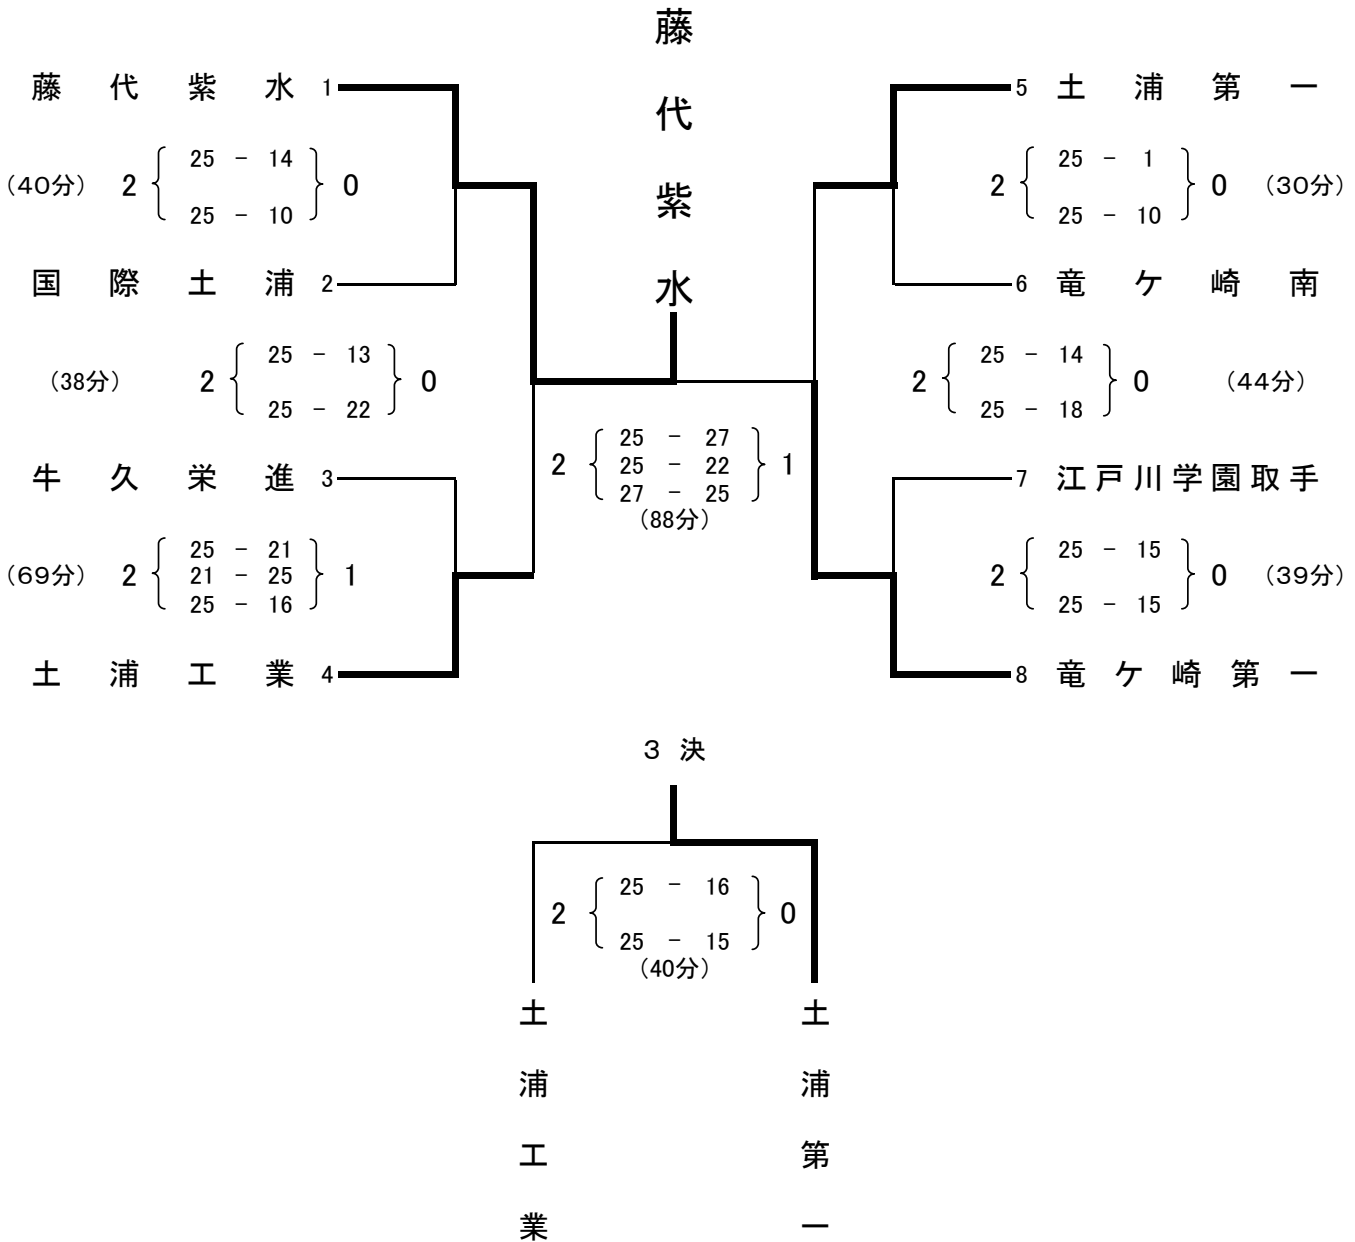 藤代紫水
藤代紫水 1
(40分) 2 { 25 － 14 } 0
25 － 10
国際土浦 2
(38分) 2 { 25 － 13 } 0
25 － 22
牛久栄進 3
(69分) 2 { 25 － 21 } 1
21 － 25
25 － 16
土浦工業 4
2 { 25 － 27 } 1
25 － 22
27 － 25
(88分)
5 土浦第一
2 { 25 － 1 } 0 (30分)
25 － 10
6 竜ケ崎南
2 { 25 － 14 } 0 (44分)
25 － 18
7 江戸川学園取手
2 { 25 － 15 } 0 (39分)
25 － 15
8 竜ケ崎第一
3 決
2 { 25 － 16 } 0
25 － 15
(40分)
土浦工業
土浦第一